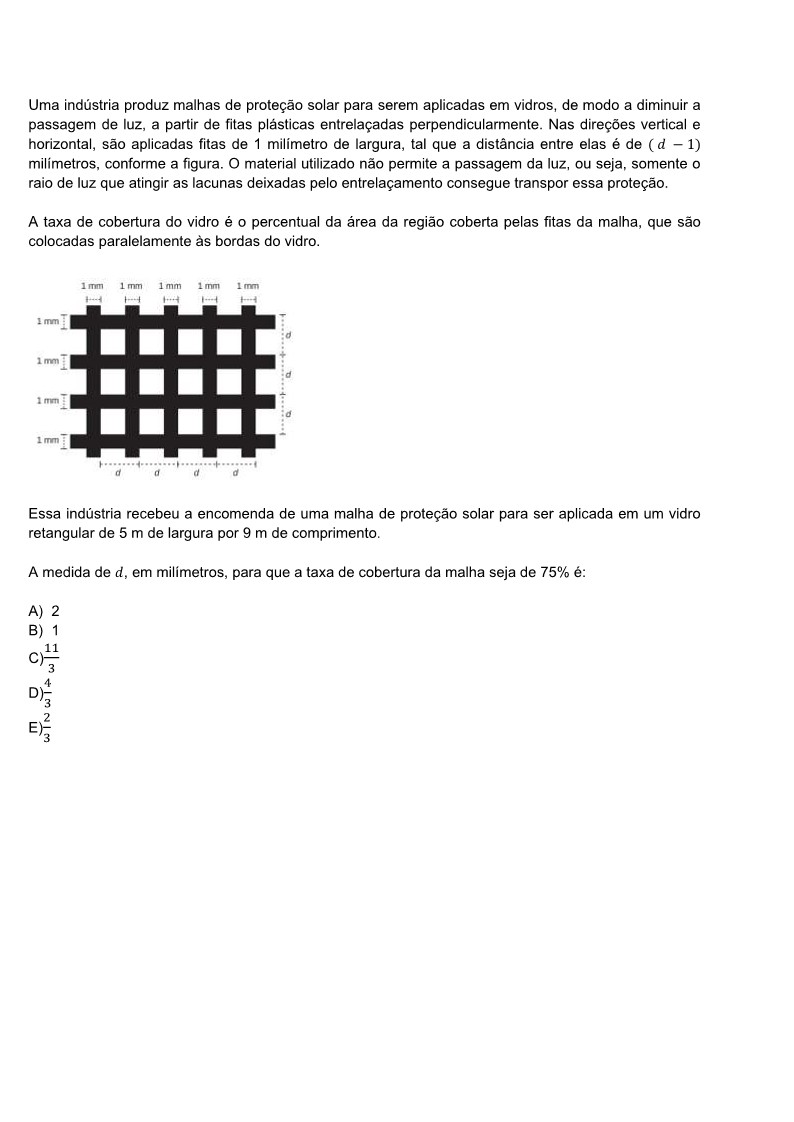 Uma indústria produz malhas de proteção solar para serem aplicadas em vidros, de modo a diminuir a
passagem de luz, a partir de fitas plásticas entrelaçadas perpendicularmente. Nas direções vertical e
horizontal, são aplicadas fitas de 1 milímetro de largura, tal que a distância entre elas é de ( d − 1)
milímetros, conforme a figura. O material utilizado não permite a passagem da luz, ou seja, somente o
raio de luz que atingir as lacunas deixadas pelo entrelaçamento consegue transpor essa proteção.
A taxa de cobertura do vidro é o percentual da área da região coberta pelas fitas da malha, que são
colocadas paralelamente às bordas do vidro.
1 mm 1 mm 1 mm 1 mm 1 mm
1 mm
d
1 mm
d
1 mm
d
1 mm
d d d d
Essa indústria recebeu a encomenda de uma malha de proteção solar para ser aplicada em um vidro
retangular de 5 m de largura por 9 m de comprimento.
A medida de d, em milímetros, para que a taxa de cobertura da malha seja de 75% é:
A) 2
B) 1
C) 11/3
D) 4/3
E) 2/3